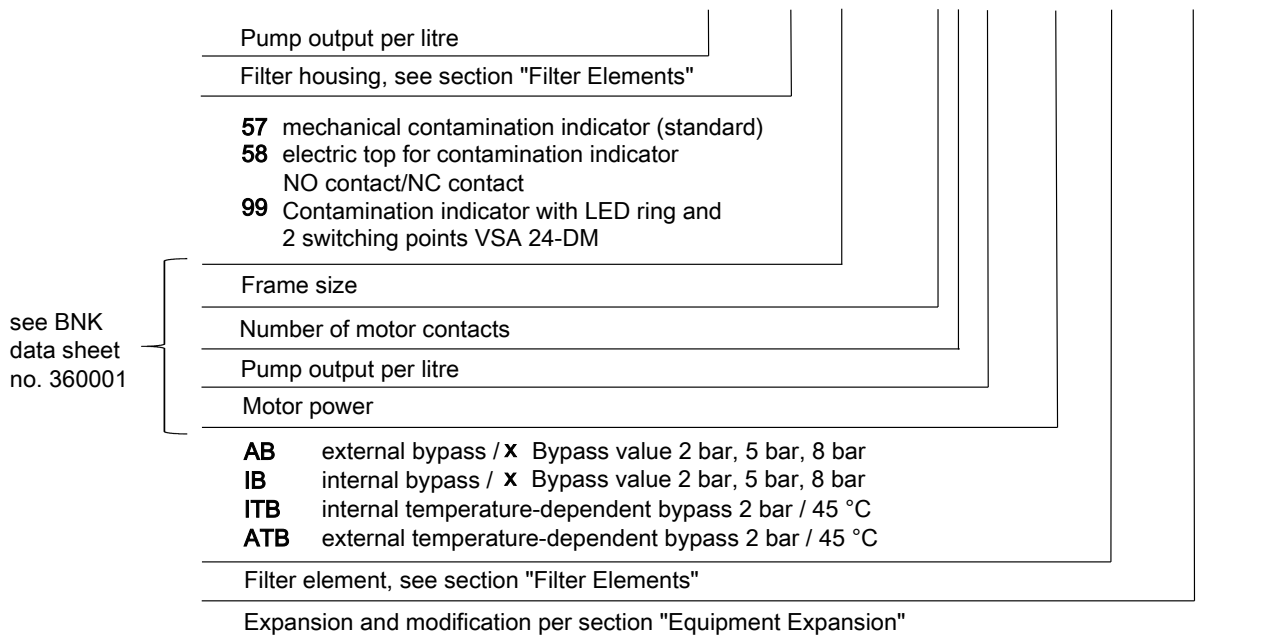 Pump output per litre
Filter housing, see section "Filter Elements"
57 mechanical contamination indicator (standard)
58 electric top for contamination indicator
NO contact/NC contact
99 Contamination indicator with LED ring and
2 switching points VSA 24-DM
see BNK
data sheet
no. 360001
Frame size
Number of motor contacts
Pump output per litre
Motor power
AB external bypass / x Bypass value 2 bar, 5 bar, 8 bar
IB internal bypass / x Bypass value 2 bar, 5 bar, 8 bar
ITB internal temperature-dependent bypass 2 bar / 45 °C
ATB external temperature-dependent bypass 2 bar / 45 °C
Filter element, see section "Filter Elements"
Expansion and modification per section "Equipment Expansion"